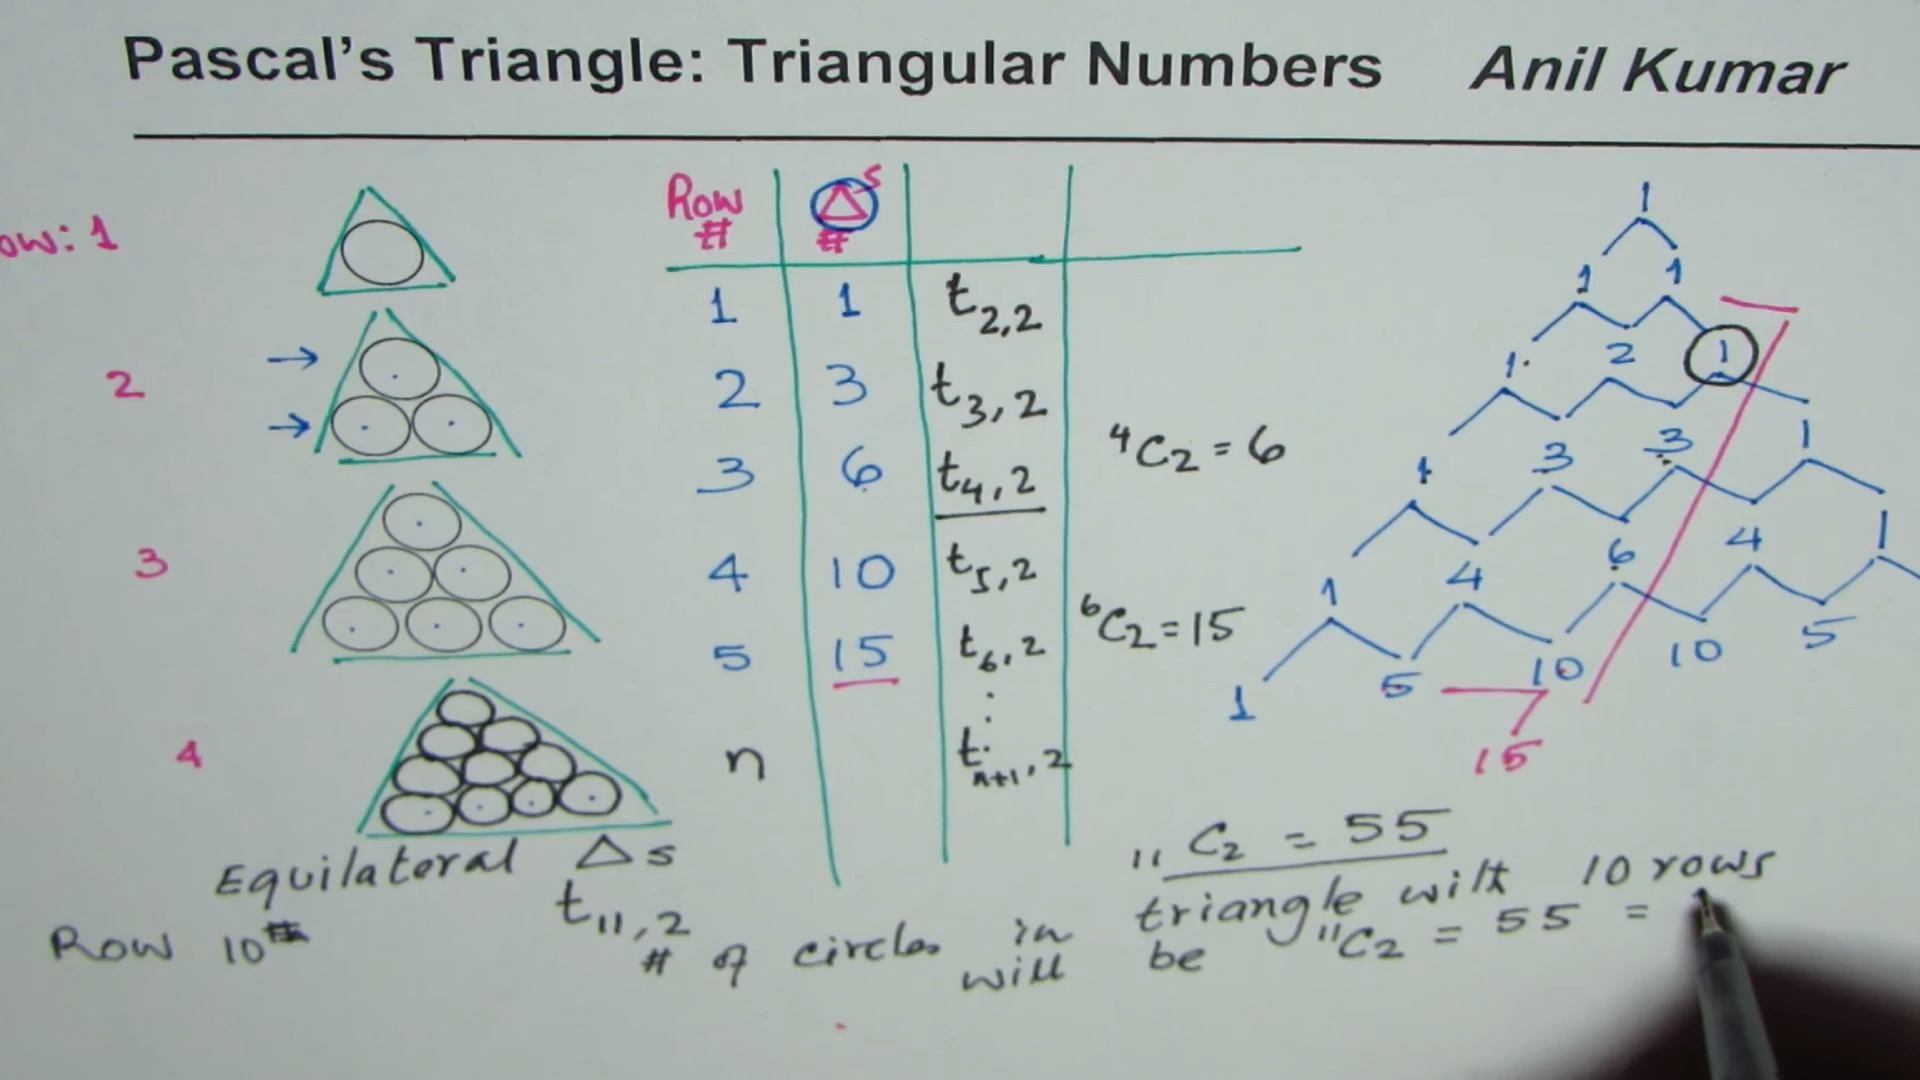 Pascal's Triangle: Triangular Numbers Anil Kumar
ow: 1
2
3
4
Equilateral Δs
Row 10th
t11,2
Row # Δs #
1 1 t2,2
2 3 t3,2
3 6 t4,2
4 10 t5,2
5 15 t6,2
n tn+1,2
4C2 = 6
6C2 = 15
1
1 1
1 2 1
1 3 3 1
1 4 6 4 1
1 5 10 10 5
15
11C2 = 55
# of circles in triangle with 10 rows
will be 11C2 = 55 =